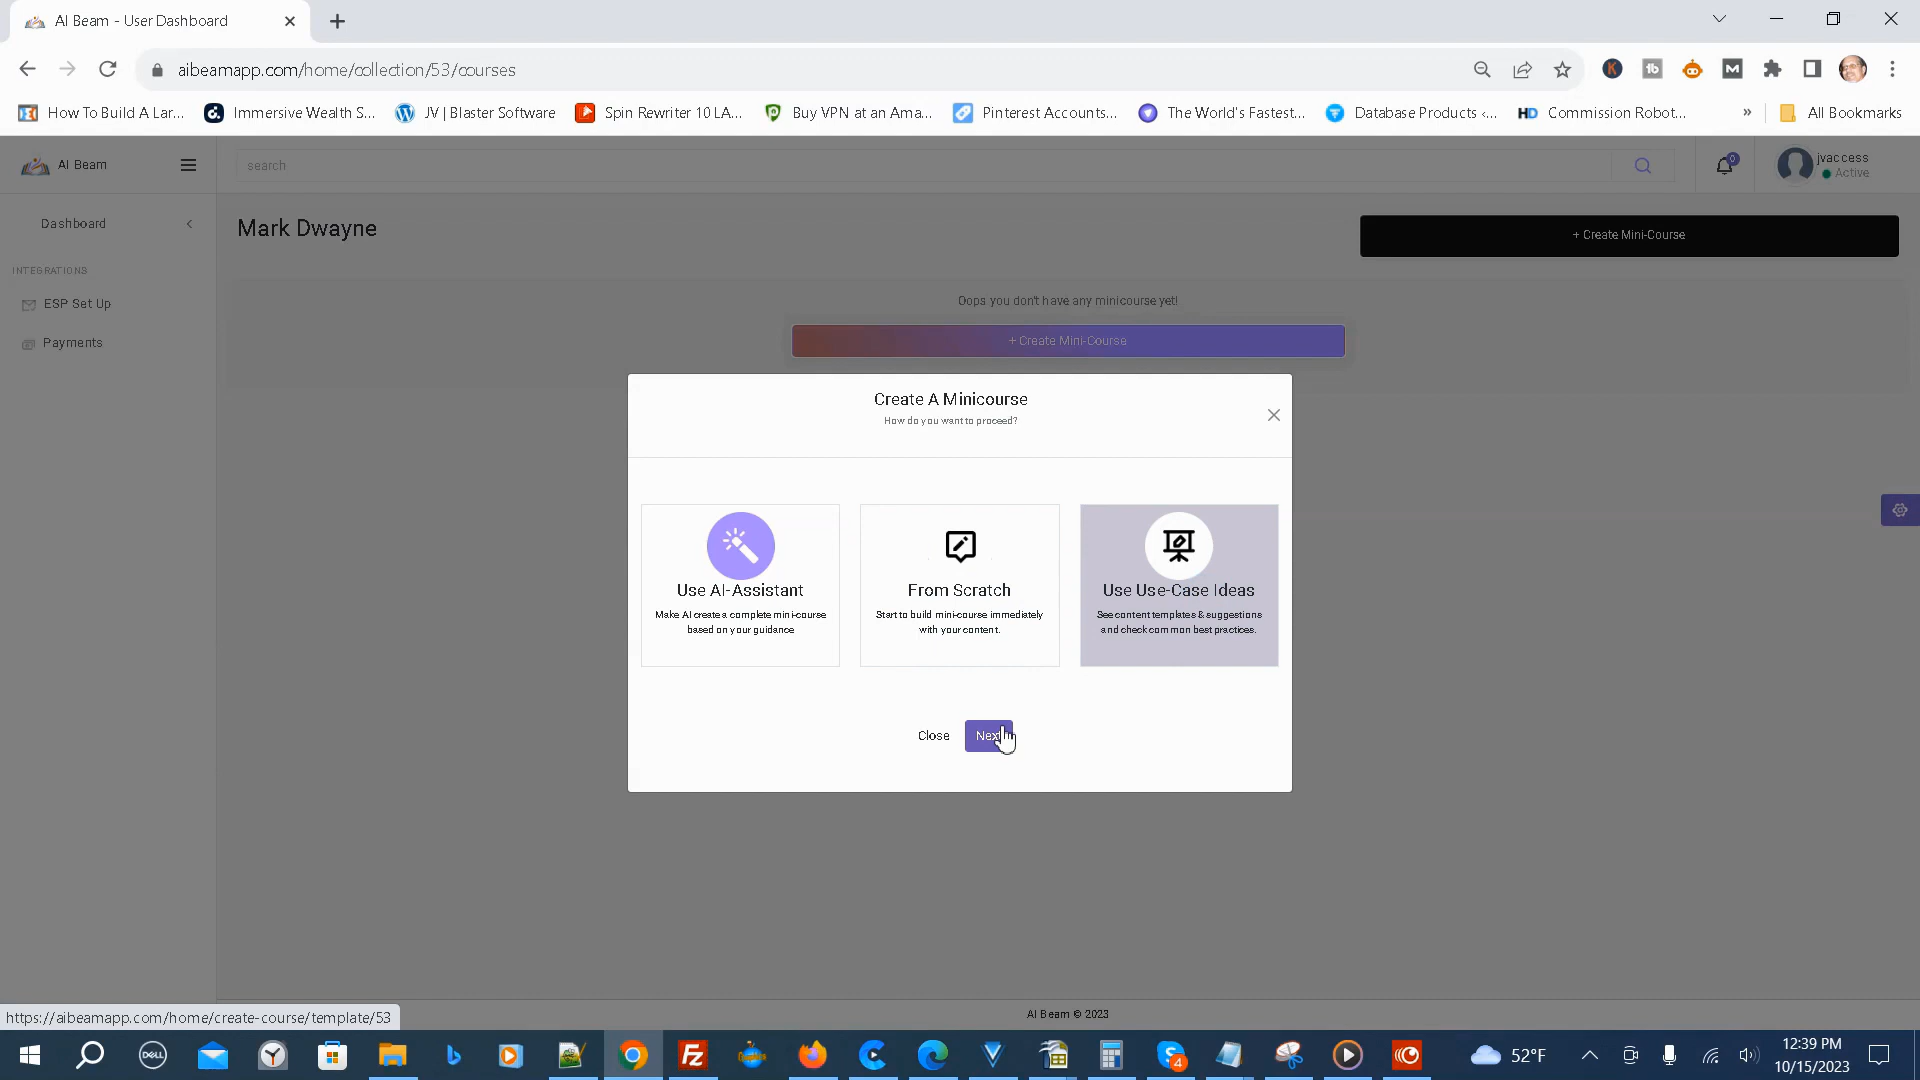 AI Beam - User Dashboard
aibeamapp.com/home/collection/53/courses
How To Build A Lar...
Immersive Wealth S...
JV | Blaster Software
Spin Rewriter 10 LA...
Buy VPN at an Ama...
Pinterest Accounts...
The World's Fastest...
Database Products ‹...
HD Commission Robot...
»
All Bookmarks
AI Beam
search
0
jvaccess
Active
Dashboard
Mark Dwayne
+ Create Mini-Course
INTEGRATIONS
ESP Set Up
Payments
Oops you don't have any minicourse yet!
+ Create Mini-Course
Create A Minicourse
How do you want to proceed?
Use AI-Assistant
Make AI create a complete mini-course
based on your guidance
From Scratch
Start to build mini-course immediately
with your content.
Use Use-Case Ideas
See content templates & suggestions
and check common best practices.
Close
Next
https://aibeamapp.com/home/create-course/template/53
AI Beam © 2023
DELL
4
52°F
12:39 PM
10/15/2023